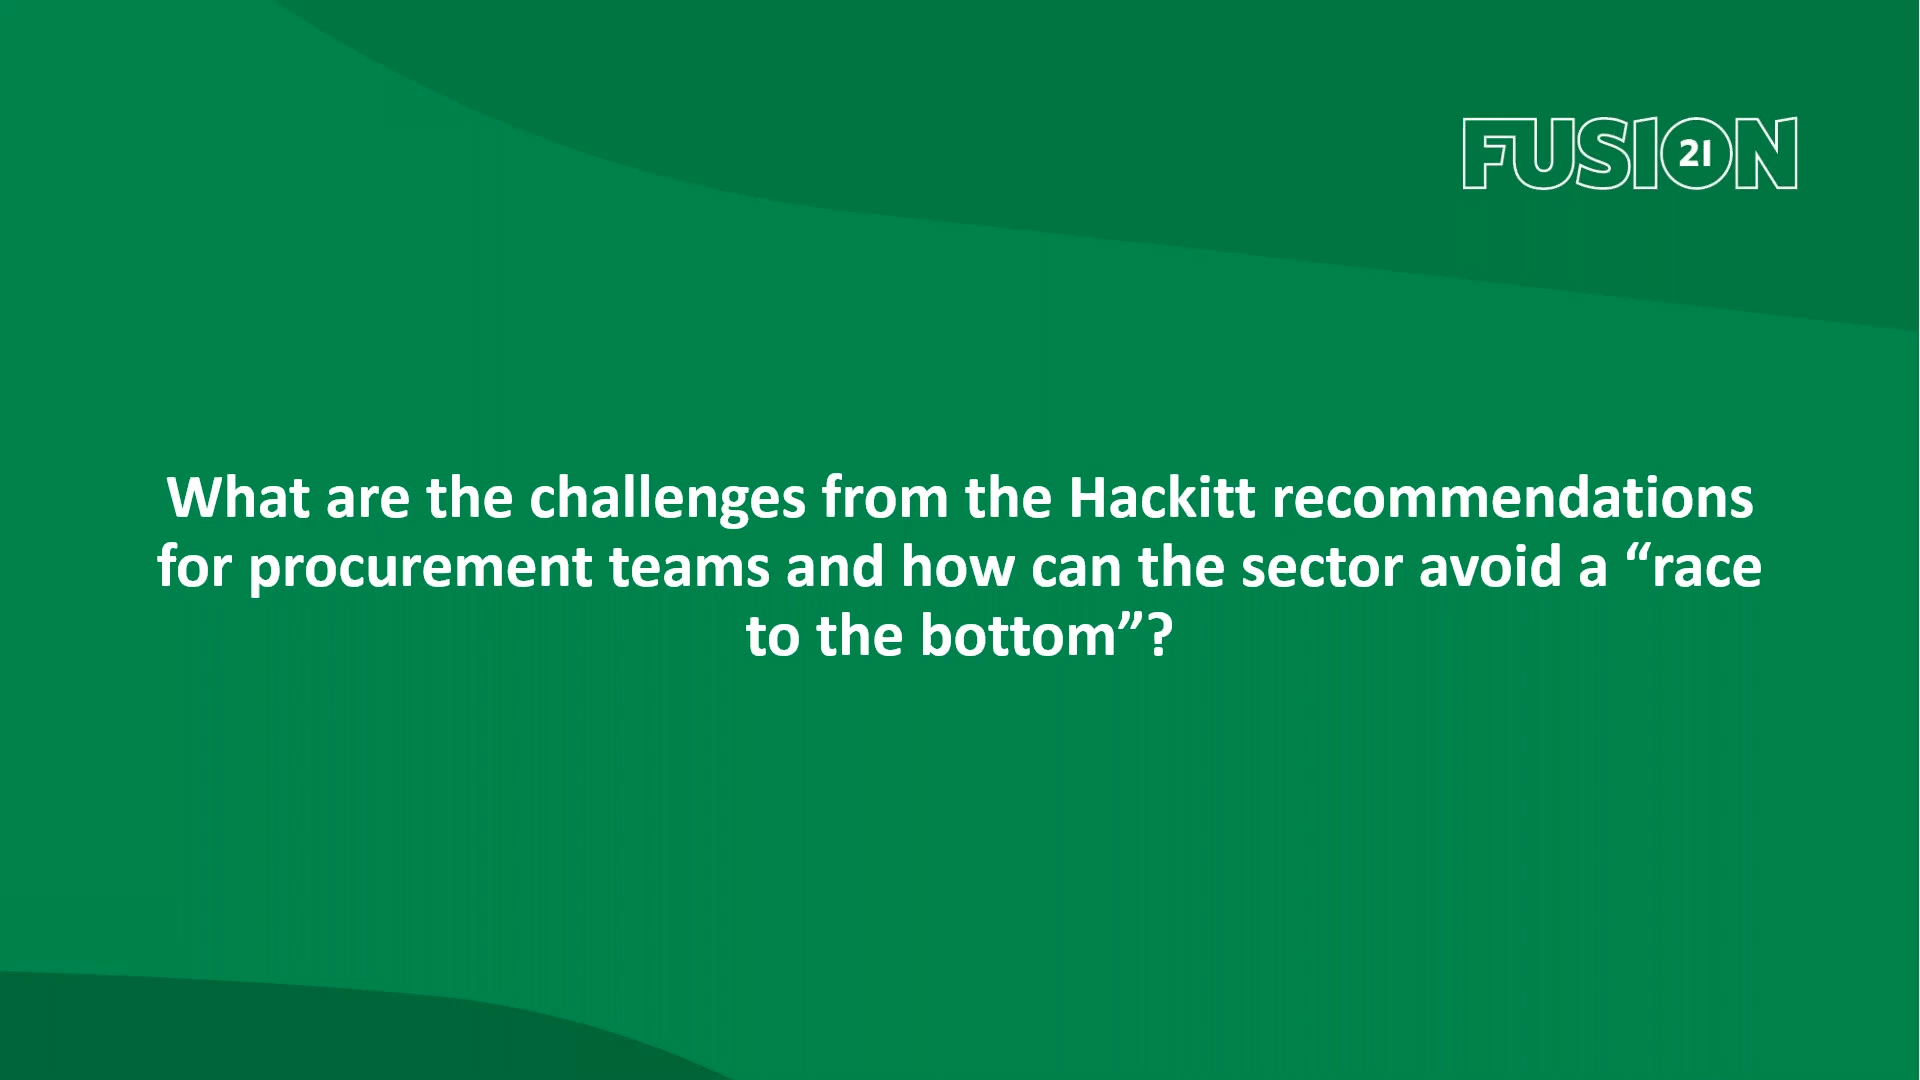 FUSION
21
What are the challenges from the Hackitt recommendations
for procurement teams and how can the sector avoid a “race
to the bottom”?